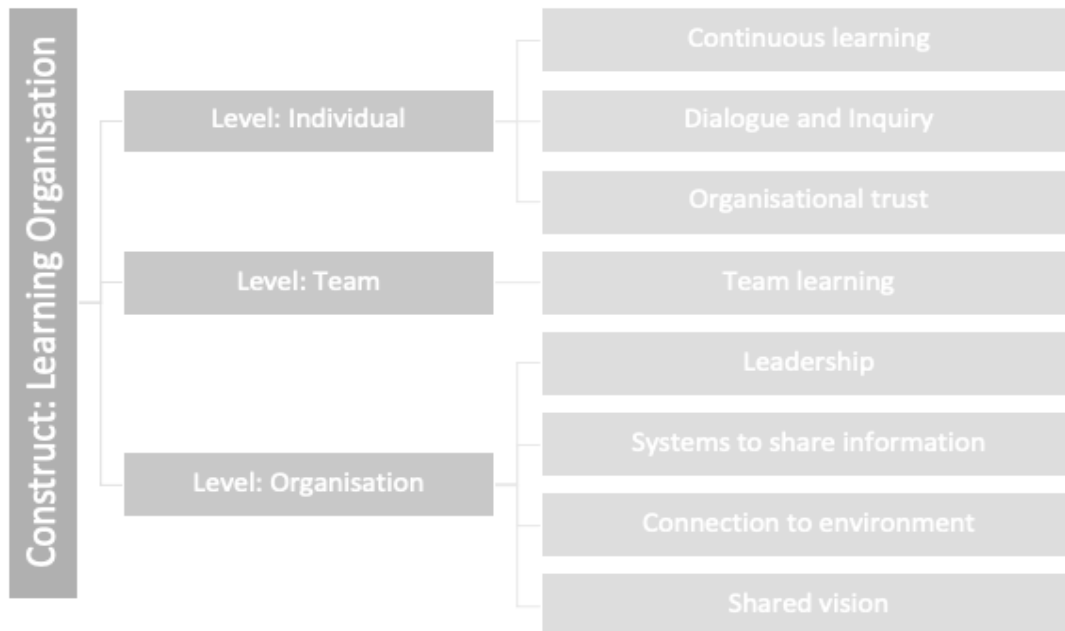 Construct: Learning Organisation
Level: Individual
Continuous learning
Dialogue and Inquiry
Organisational trust
Level: Team
Team learning
Level: Organisation
Leadership
Systems to share information
Connection to environment
Shared vision